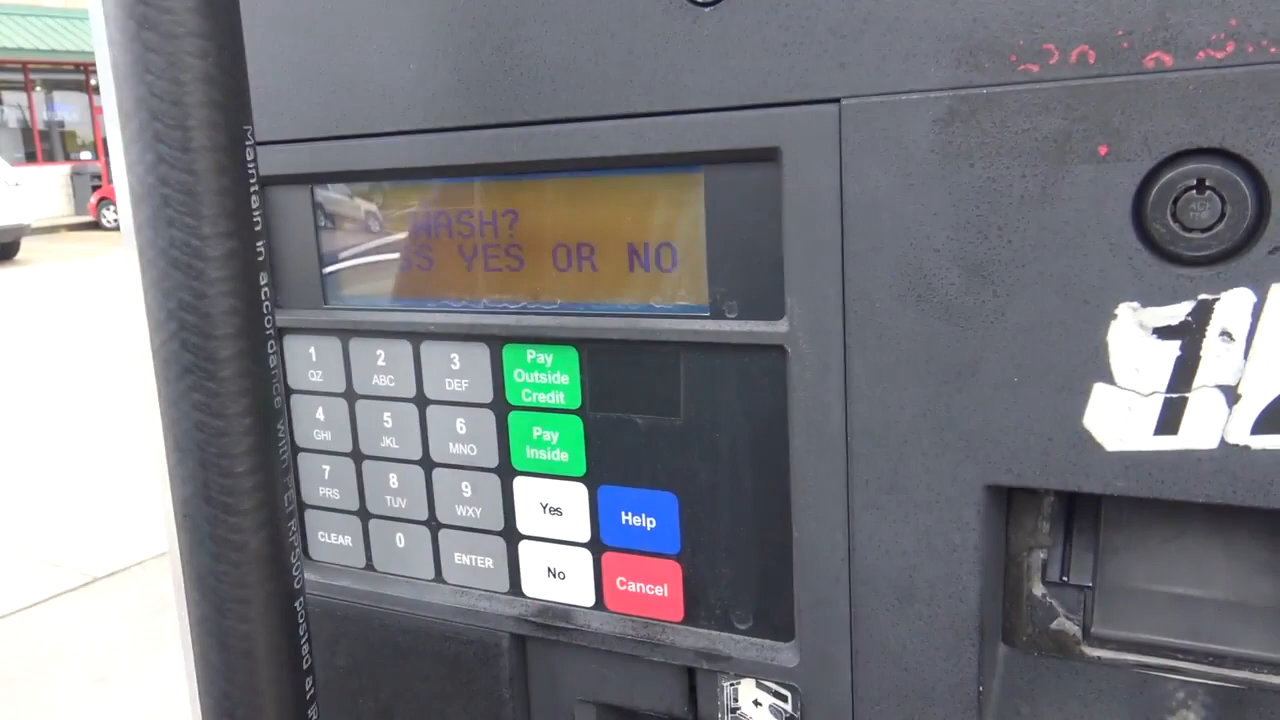 WASH?
YES OR NO
1
QZ
2
ABC
3
DEF
Pay
Outside
Credit
4
GHI
5
JKL
6
MNO
Pay
Inside
7
PRS
8
TUV
9
WXY
Yes
Help
CLEAR
0
ENTER
No
Cancel
Maintain in accordance with PEI RP500 posted at
1